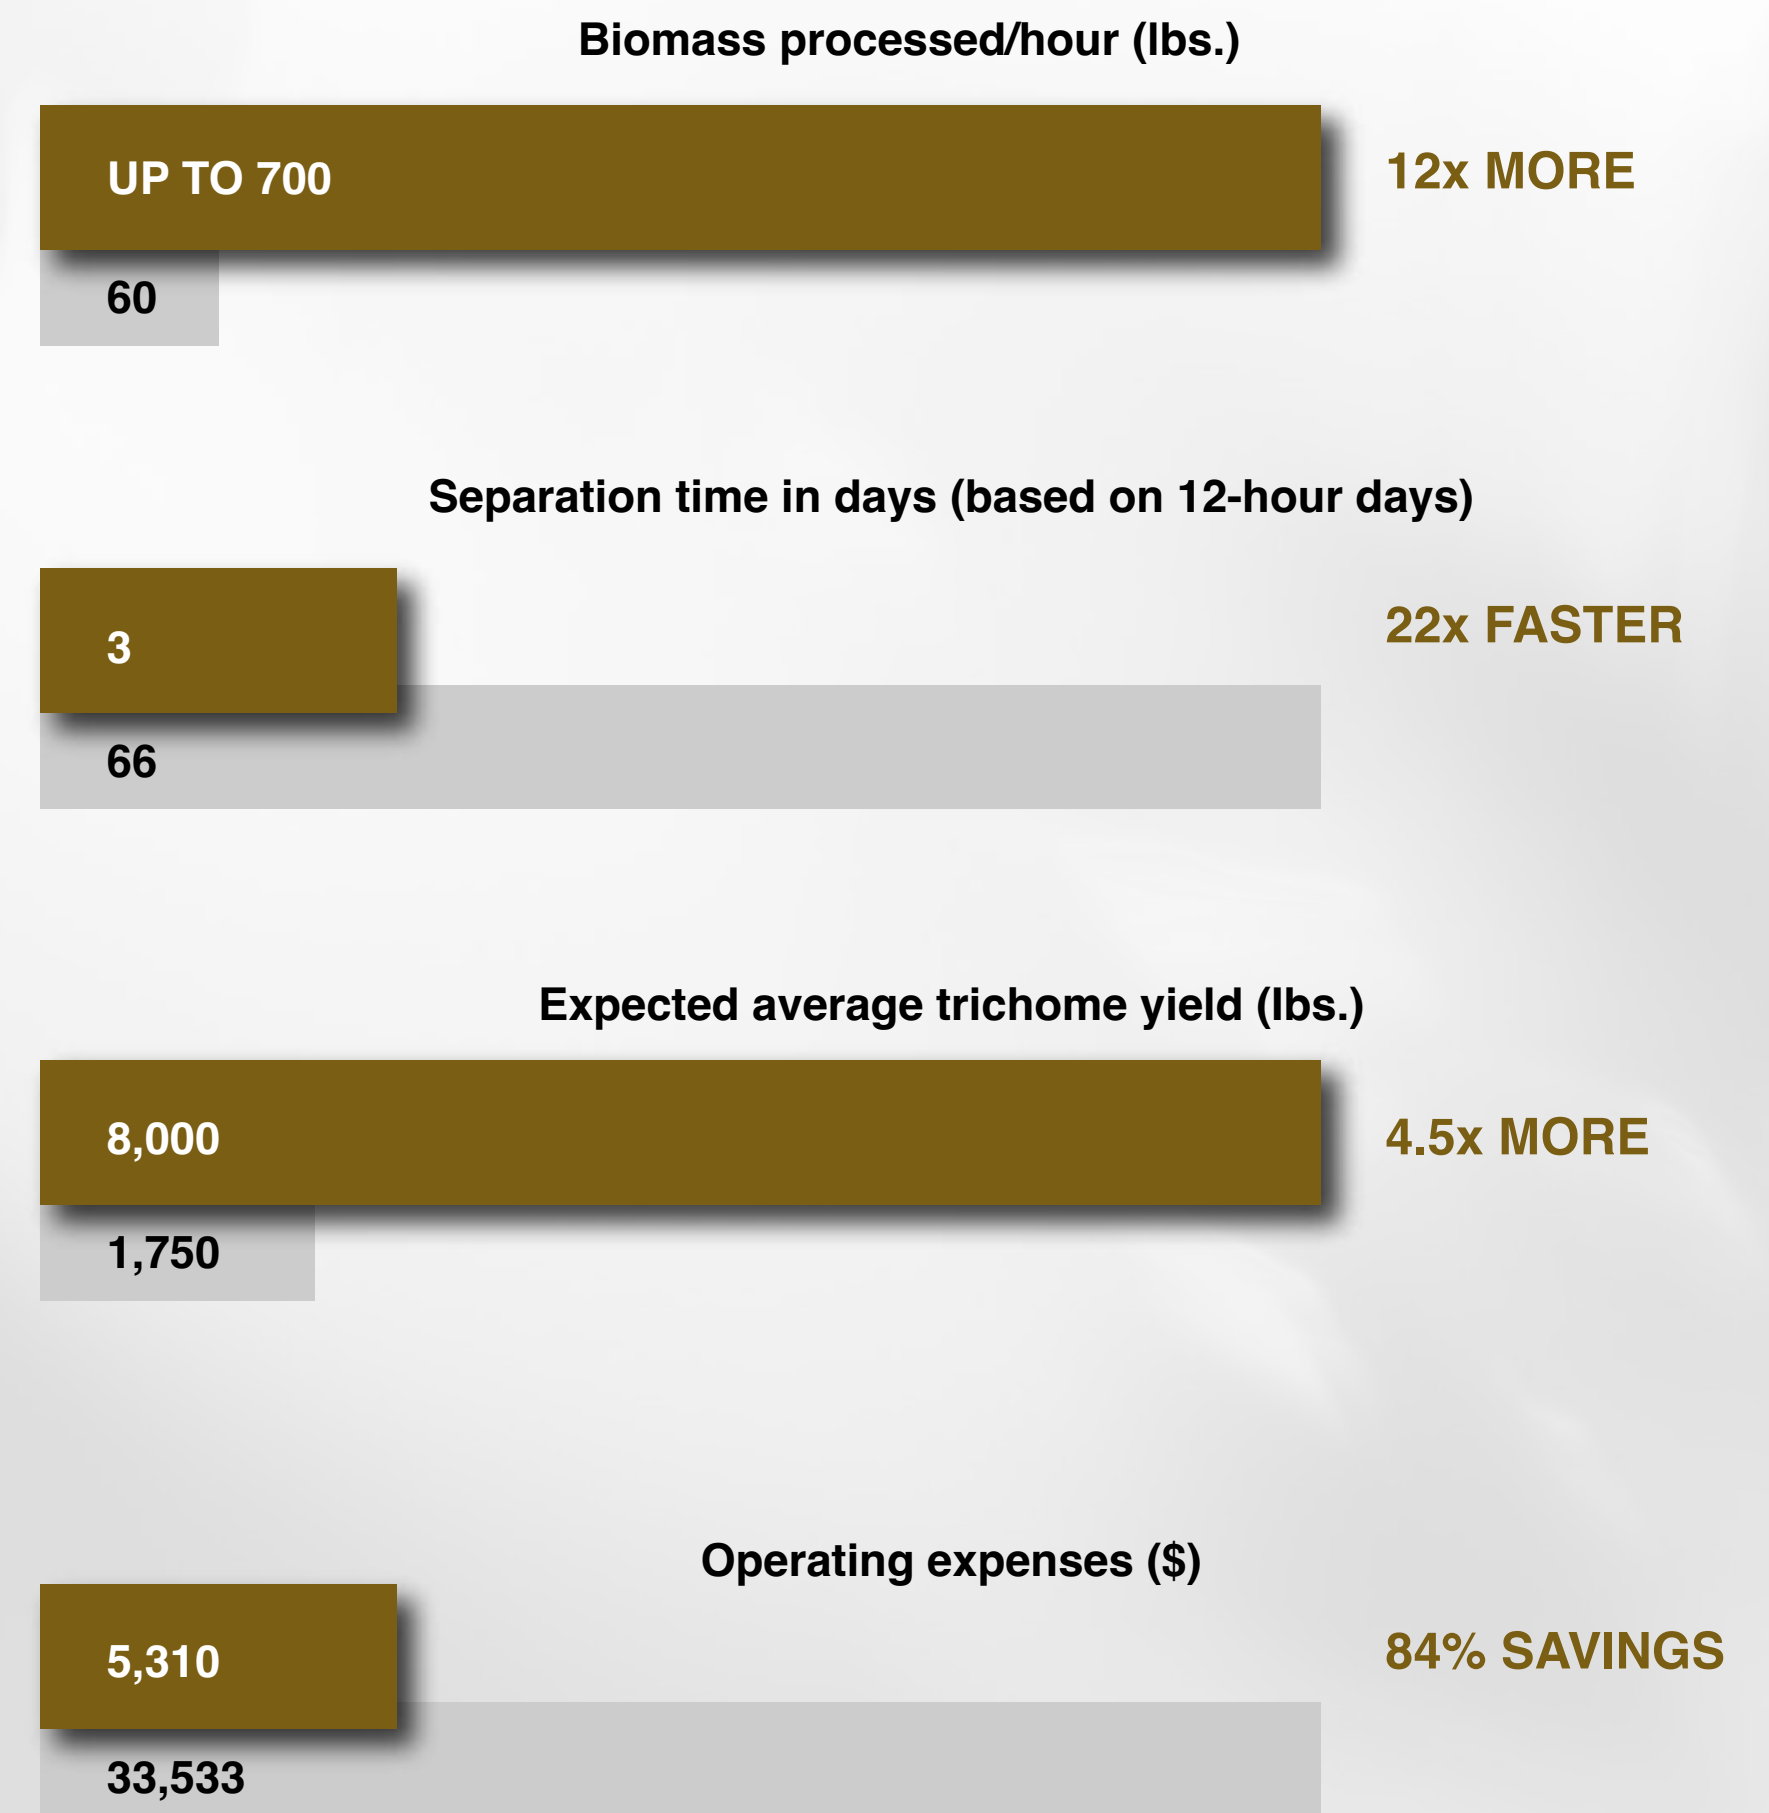 Biomass processed/hour (lbs.)
UP TO 700
12x MORE
60
Separation time in days (based on 12-hour days)
3
22x FASTER
66
Expected average trichome yield (lbs.)
8,000
4.5x MORE
1,750
Operating expenses ($)
5,310
84% SAVINGS
33,533